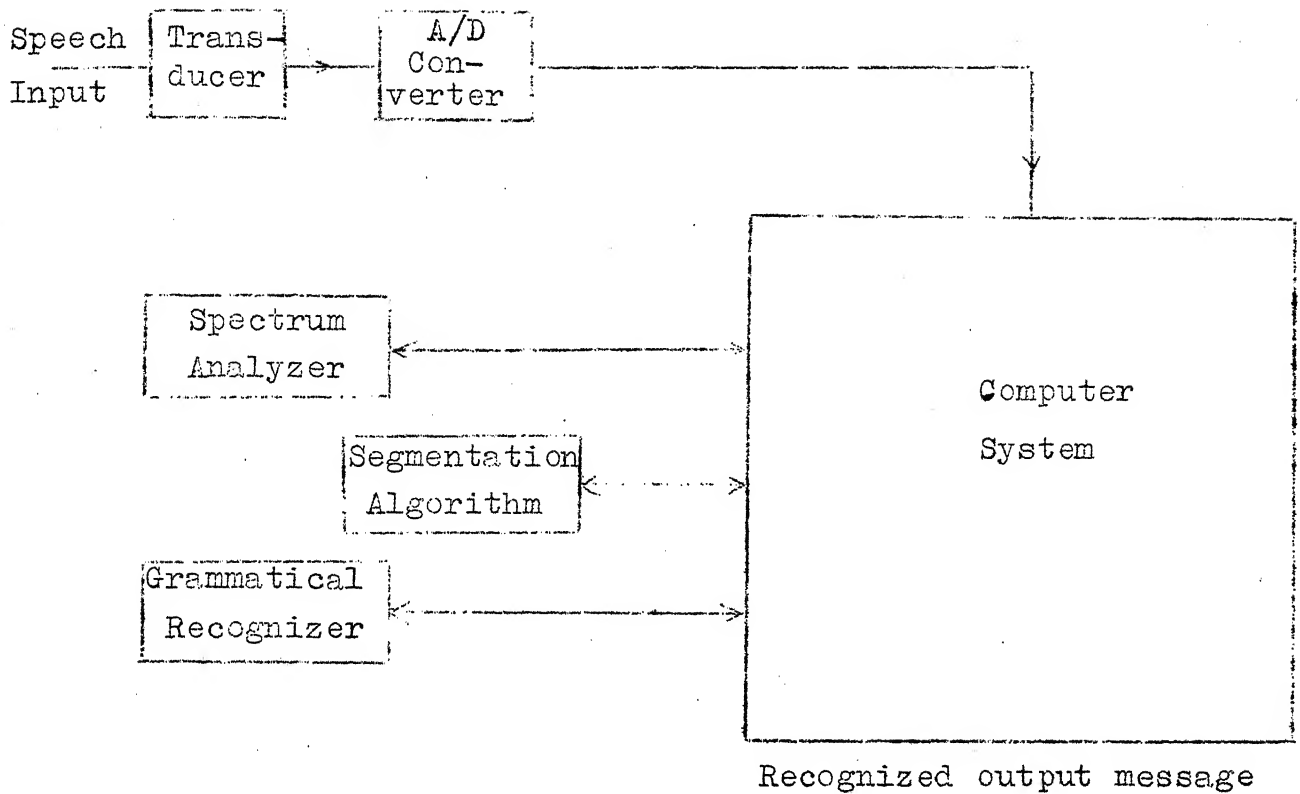 Speech
Input
Trans-
ducer
A/D
Con-
verter
Spectrum
Analyzer
Segmentation
Algorithm
Grammatical
Recognizer
Computer
System
Recognized output message